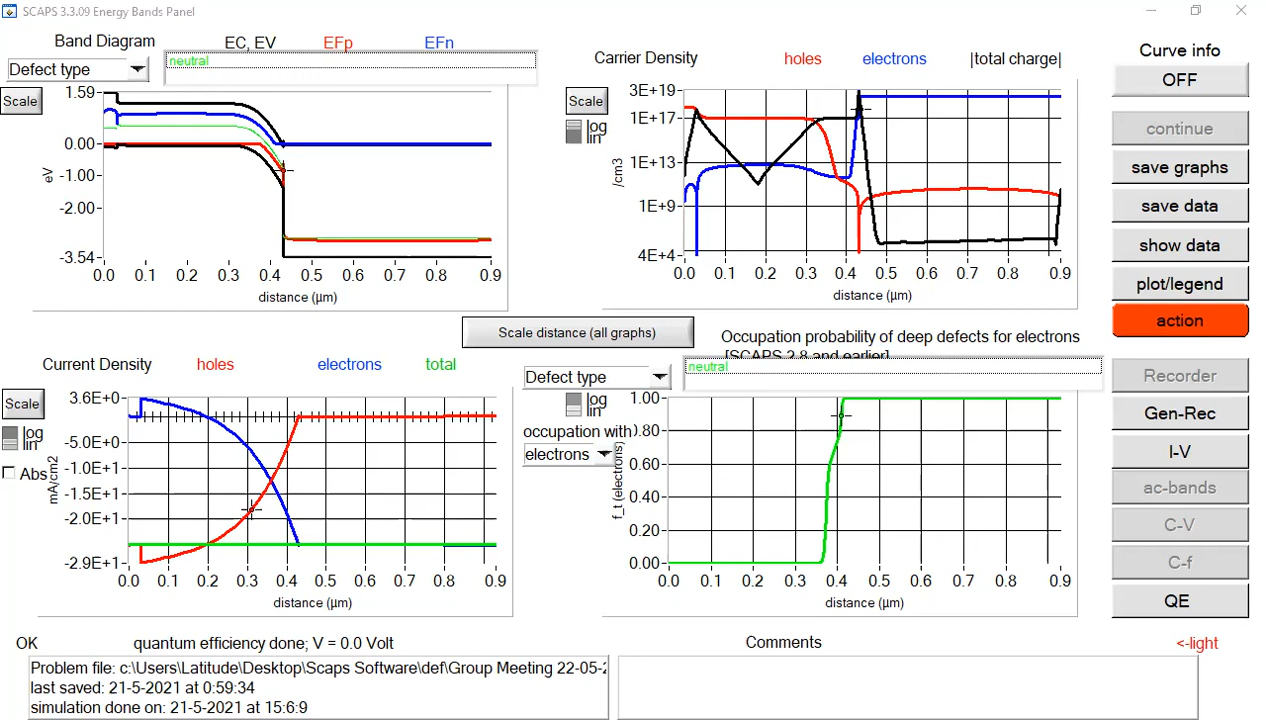 SCAPS 3.3.09 Energy Bands Panel
Band Diagram EC, EV EFp EFn
Defect type
neutral
Scale
1.59
0.00
-1.00
-2.00
-3.54
eV
0.0 0.1 0.2 0.3 0.4 0.5 0.6 0.7 0.8 0.9
distance (µm)
Carrier Density holes electrons |total charge|
Scale
log
lin
3E+19
1E+17
1E+13
1E+9
4E+4
/cm3
0.0 0.1 0.2 0.3 0.4 0.5 0.6 0.7 0.8 0.9
distance (µm)
Curve info
OFF
continue
save graphs
save data
show data
plot/legend
action
Scale distance (all graphs)
Current Density holes electrons total
Scale
log
lin
Abs
3.6E+0
-5.0E+0
-1.0E+1
-1.5E+1
-2.0E+1
-2.9E+1
mA/cm2
0.0 0.1 0.2 0.3 0.4 0.5 0.6 0.7 0.8 0.9
distance (µm)
Occupation probability of deep defects for electrons
[SCAPS 2.8 and earlier]
Defect type
neutral
log
lin
occupation with
electrons
1.00
0.80
0.60
0.40
0.20
0.00
f_t (electrons)
0.0 0.1 0.2 0.3 0.4 0.5 0.6 0.7 0.8 0.9
distance (µm)
Recorder
Gen-Rec
I-V
ac-bands
C-V
C-f
QE
OK quantum efficiency done; V = 0.0 Volt
Problem file: c:\Users\Latitude\Desktop\Scaps Software\def\Group Meeting 22-05-2
last saved: 21-5-2021 at 0:59:34
simulation done on: 21-5-2021 at 15:6:9
Comments
<-light